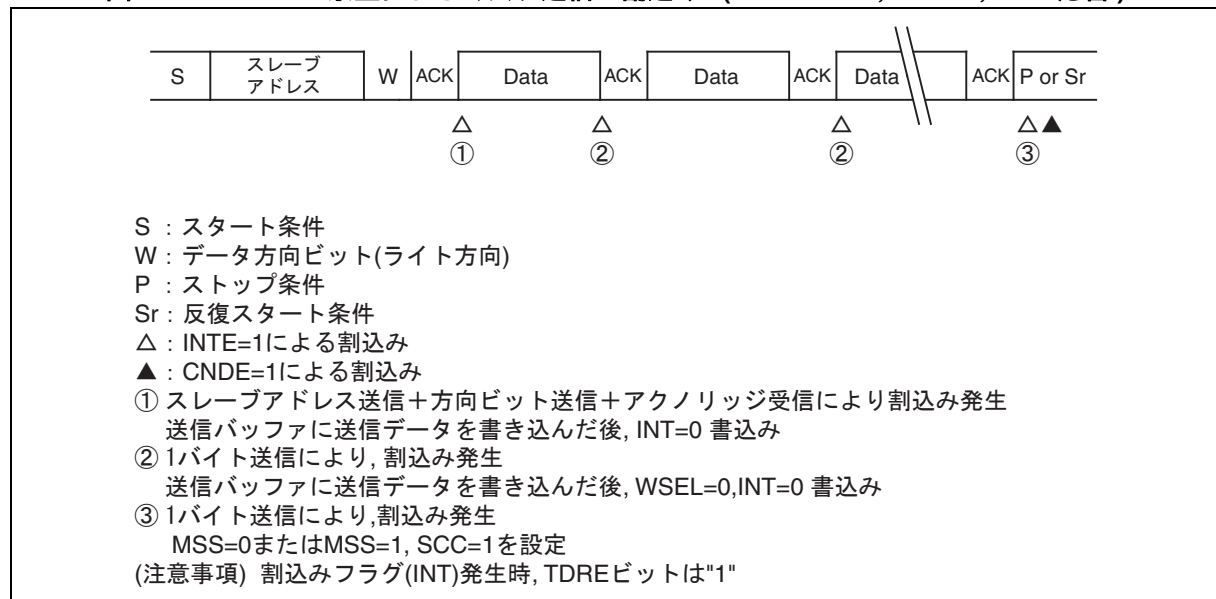 S スレーブ アドレス W ACK Data ACK Data ACK Data ACK P or Sr
△ △ △ △▲
① ② ② ③
S : スタート条件
W : データ方向ビット(ライト方向)
P : ストップ条件
Sr : 反復スタート条件
△ : INTE=1による割込み
▲ : CNDE=1による割込み
① スレーブアドレス送信+方向ビット送信+アクノリッジ受信により割込み発生
送信バッファに送信データを書き込んだ後, INT=0 書込み
② 1バイト送信により, 割込み発生
送信バッファに送信データを書き込んだ後, WSEL=0,INT=0 書込み
③ 1バイト送信により,割込み発生
MSS=0またはMSS=1, SCC=1を設定
(注意事項) 割込みフラグ(INT)発生時, TDREビットは"1"